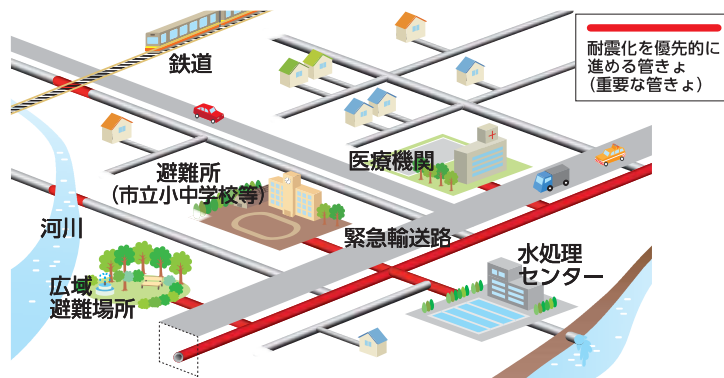 鉄道
耐震化を優先的に
進める管きょ
（重要な管きょ）
医療機関
避難所
（市立小中学校等）
河川
緊急輸送路
水処理
センター
広域
避難場所